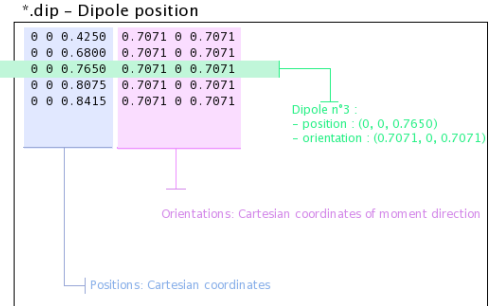 *.dip – Dipole position
0 0 0.4250 0.7071 0 0.7071
0 0 0.6800 0.7071 0 0.7071
0 0 0.7650 0.7071 0 0.7071
0 0 0.8075 0.7071 0 0.7071
0 0 0.8415 0.7071 0 0.7071
Dipole n°3 :
– position : (0, 0, 0.7650)
– orientation : (0.7071, 0, 0.7071)
Orientations: Cartesian coordinates of moment direction
Positions: Cartesian coordinates